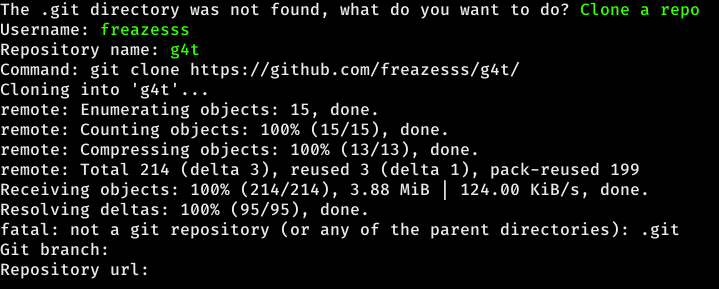 The .git directory was not found, what do you want to do? Clone a repo
Username: freazesss
Repository name: g4t
Command: git clone https://github.com/freazesss/g4t/
Cloning into 'g4t'...
remote: Enumerating objects: 15, done.
remote: Counting objects: 100% (15/15), done.
remote: Compressing objects: 100% (13/13), done.
remote: Total 214 (delta 3), reused 3 (delta 1), pack-reused 199
Receiving objects: 100% (214/214), 3.88 MiB | 124.00 KiB/s, done.
Resolving deltas: 100% (95/95), done.
fatal: not a git repository (or any of the parent directories): .git
Git branch:
Repository url: